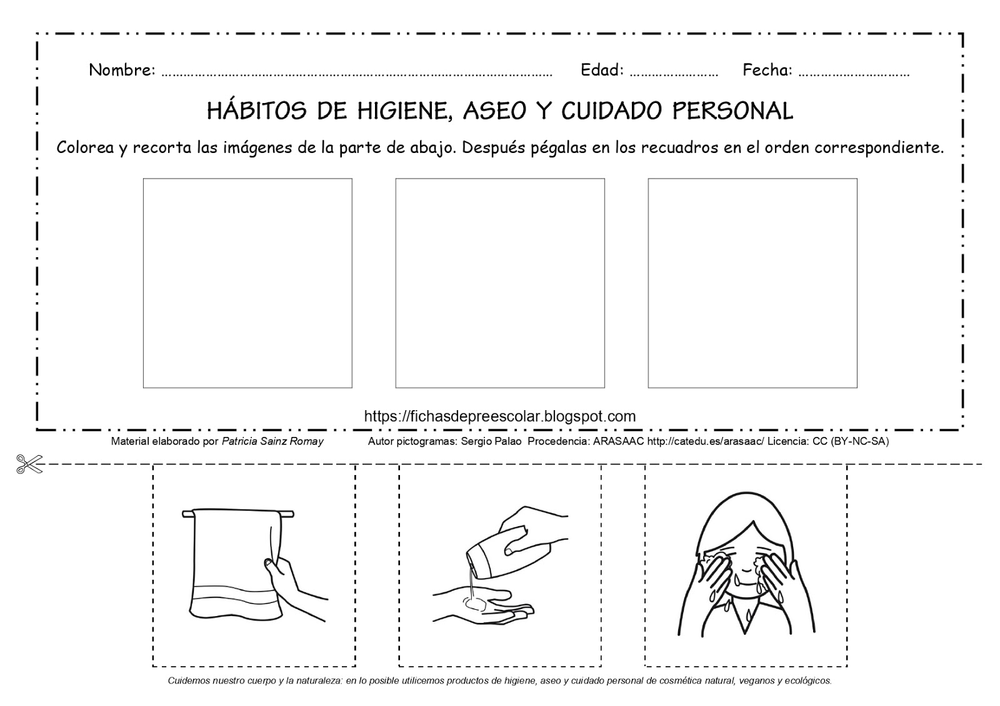 Nombre: ........................................................................................................ Edad: ........................ Fecha: ..............................
HÁBITOS DE HIGIENE, ASEO Y CUIDADO PERSONAL
Colorea y recorta las imágenes de la parte de abajo. Después pégalas en los recuadros en el orden correspondiente.
https://fichasdepreescolar.blogspot.com
Material elaborado por Patricia Sainz Romay Autor pictogramas: Sergio Palao Procedencia: ARASAAC http://catedu.es/arasaac/ Licencia: CC (BY-NC-SA)
Cuidemos nuestro cuerpo y la naturaleza: en lo posible utilicemos productos de higiene, aseo y cuidado personal de cosmética natural, veganos y ecológicos.